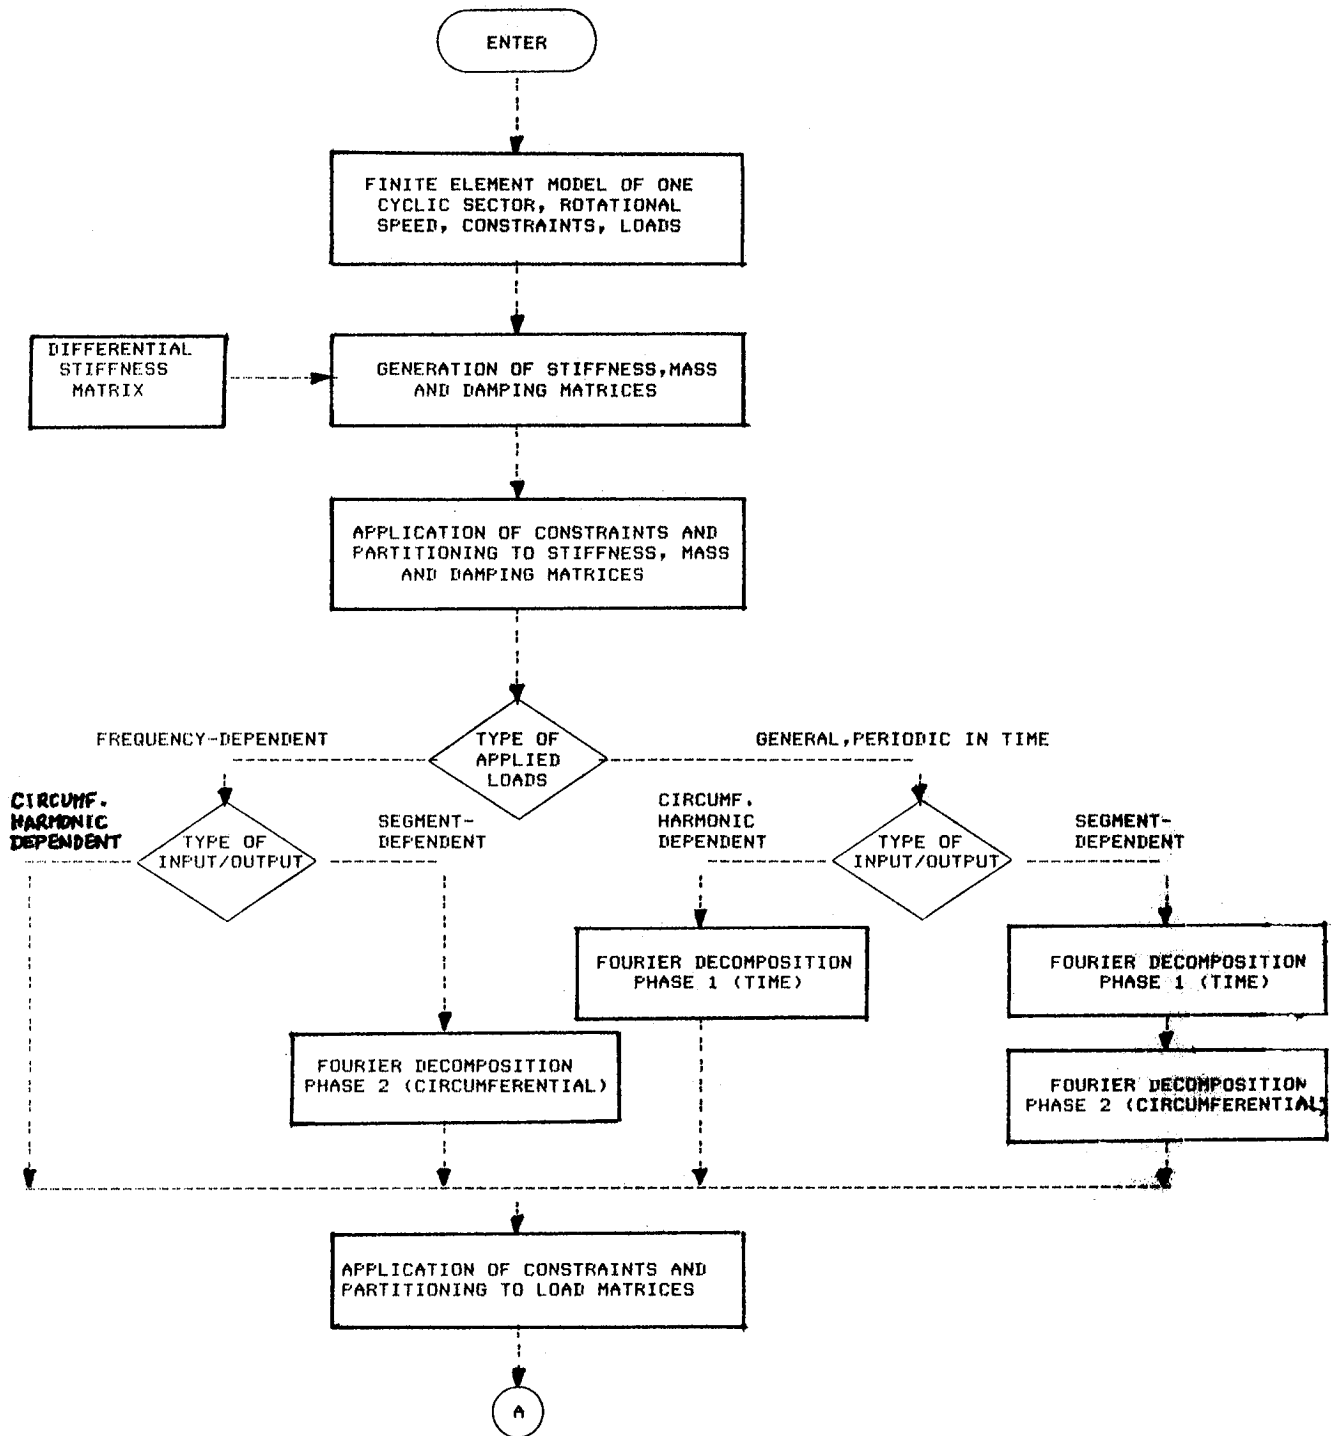 ENTER
FINITE ELEMENT MODEL OF ONE
CYCLIC SECTOR, ROTATIONAL
SPEED, CONSTRAINTS, LOADS
DIFFERENTIAL
STIFFNESS
MATRIX
GENERATION OF STIFFNESS,MASS
AND DAMPING MATRICES
APPLICATION OF CONSTRAINTS AND
PARTITIONING TO STIFFNESS, MASS
AND DAMPING MATRICES
FREQUENCY-DEPENDENT
TYPE OF
APPLIED
LOADS
GENERAL,PERIODIC IN TIME
CIRCUMF.
HARMONIC
DEPENDENT
TYPE OF
INPUT/OUTPUT
SEGMENT-
DEPENDENT
CIRCUMF.
HARMONIC
DEPENDENT
TYPE OF
INPUT/OUTPUT
SEGMENT-
DEPENDENT
FOURIER DECOMPOSITION
PHASE 1 (TIME)
FOURIER DECOMPOSITION
PHASE 1 (TIME)
FOURIER DECOMPOSITION
PHASE 2 (CIRCUMFERENTIAL)
FOURIER DECOMPOSITION
PHASE 2 (CIRCUMFERENTIAL)
APPLICATION OF CONSTRAINTS AND
PARTITIONING TO LOAD MATRICES
A